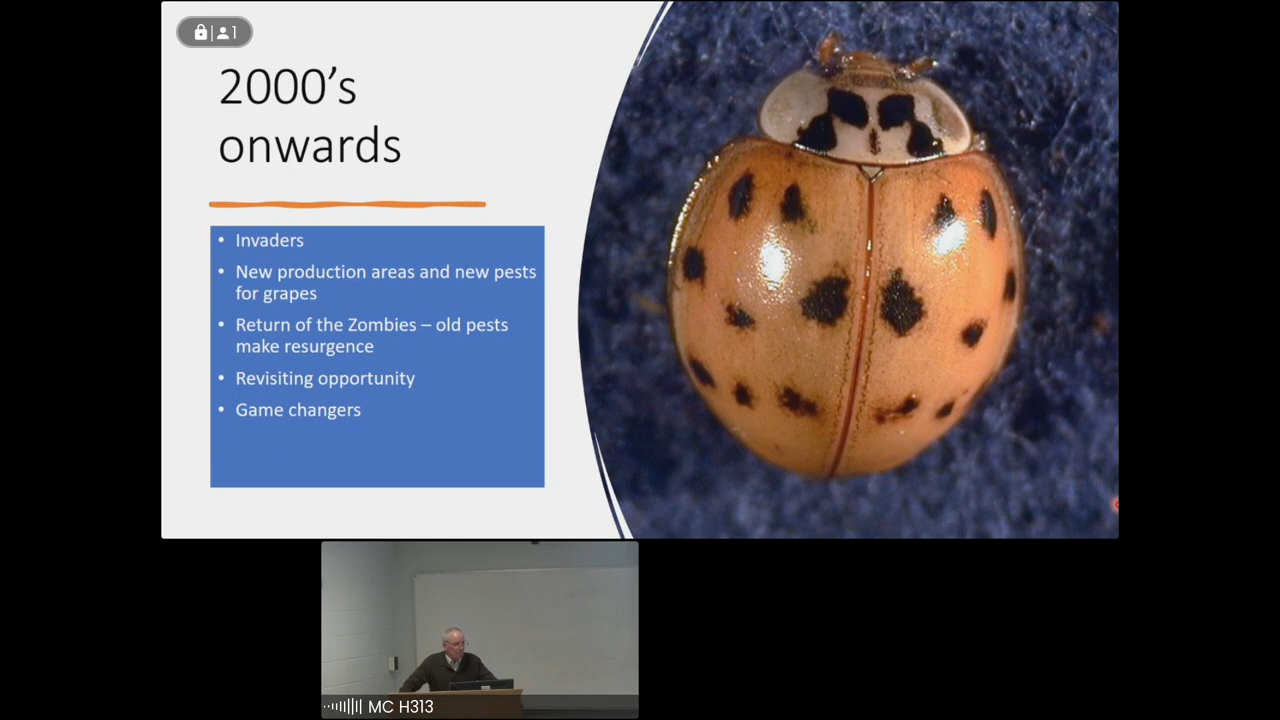 1
2000's
onwards
• Invaders
• New production areas and new pests
for grapes
• Return of the Zombies – old pests
make resurgence
• Revisiting opportunity
• Game changers
MC H313